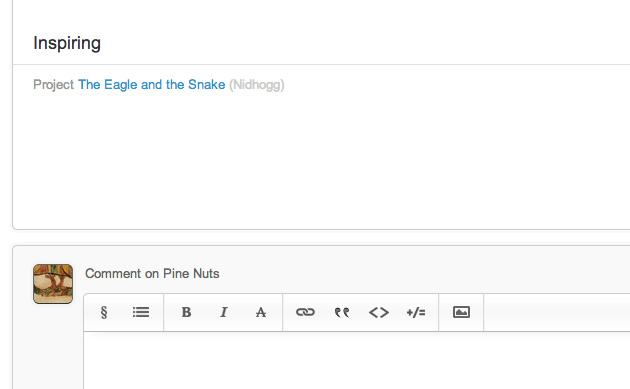 Inspiring
Project The Eagle and the Snake (Nidhogg)
Comment on Pine Nuts
§ B I A <> +/=